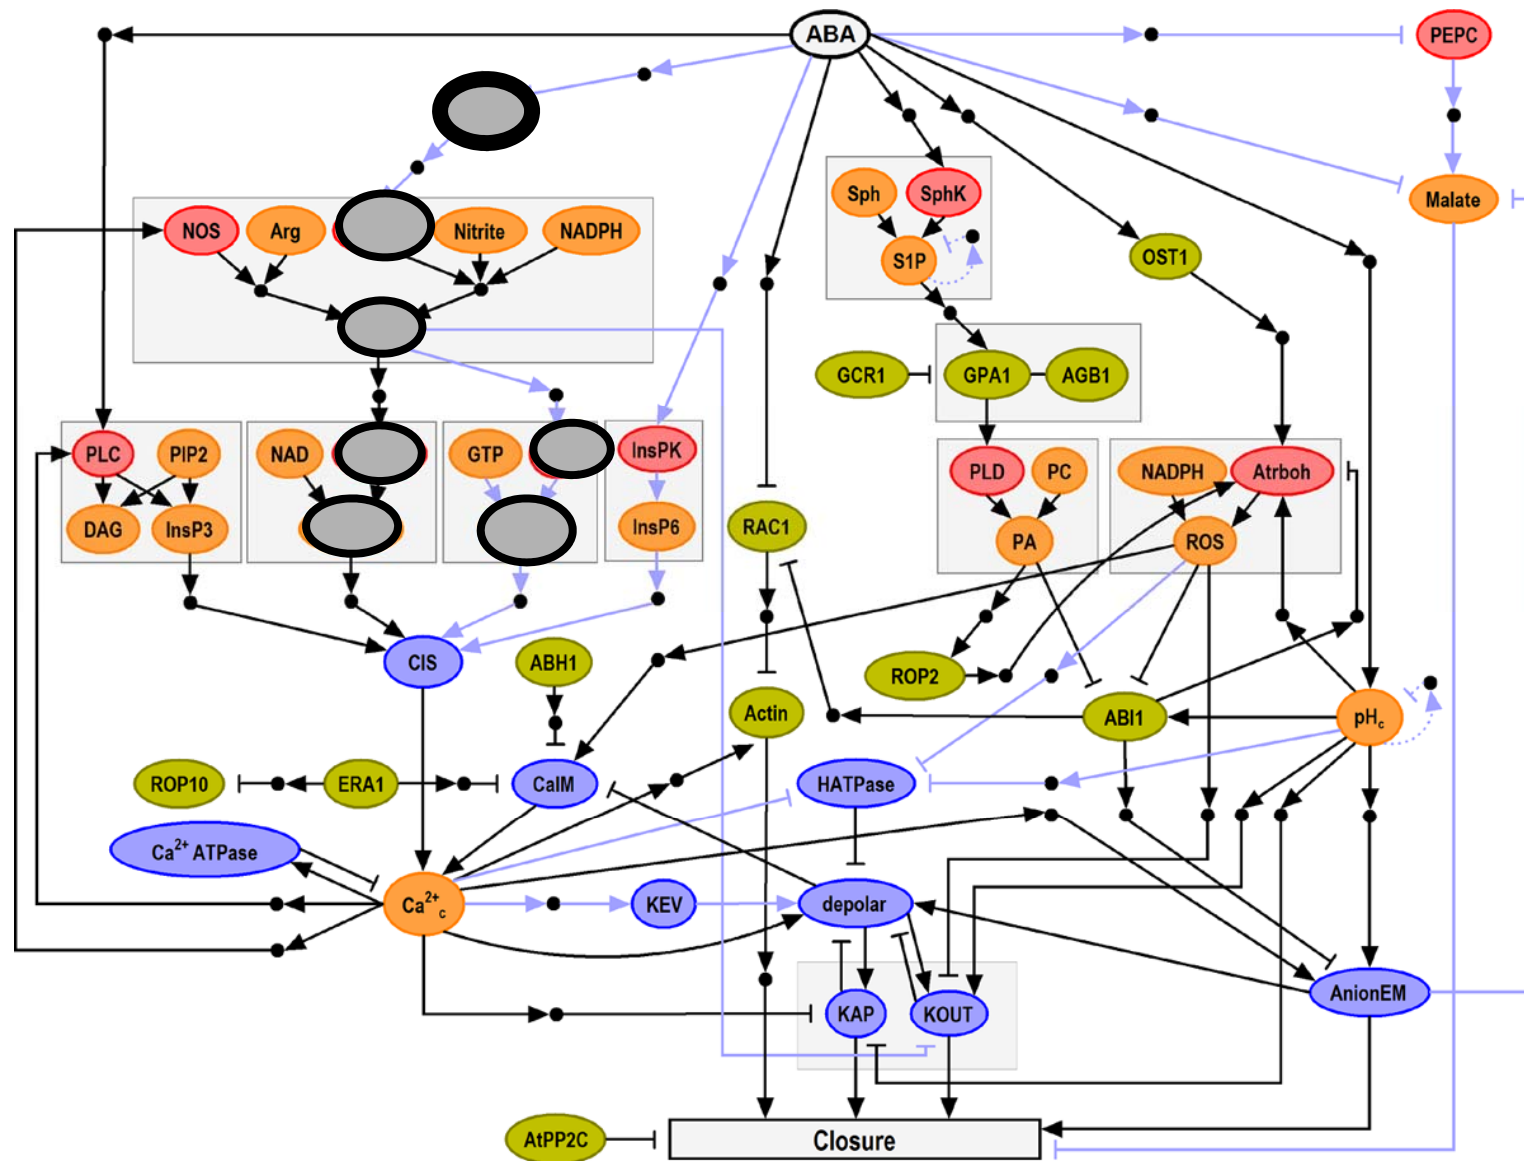 ABA
PEPC
Sph
SphK
Malate
NOS
Arg
Nitrite
NADPH
S1P
OST1
GCR1
GPA1
AGB1
PLC
PIP2
NAD
GTP
InsPK
PLD
PC
NADPH
Atrboh
DAG
InsP3
InsP6
RAC1
PA
ROS
CIS
ABH1
ROP2
Actin
ABI1
pHc
ROP10
ERA1
CaIM
HATPase
Ca2+ ATPase
Ca2+c
KEV
depolar
KAP
KOUT
AnionEM
AtPP2C
Closure